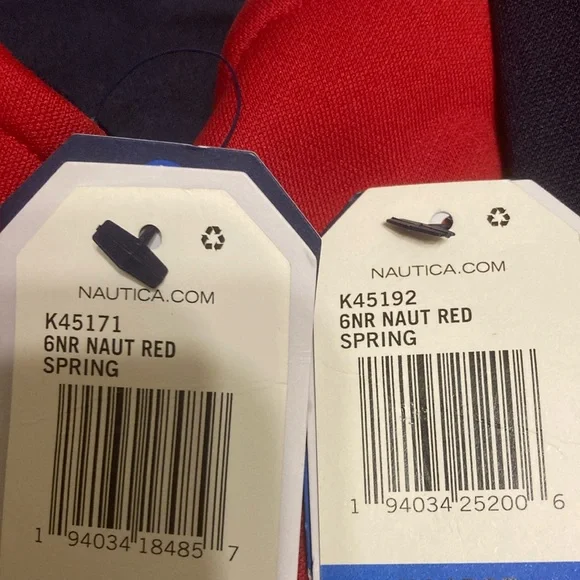 NAUTICA.COM
K45171
6NR NAUT RED
SPRING
1 94034 18485 7
NAUTICA.COM
K45192
6NR NAUT RED
SPRING
1 94034 25200 6